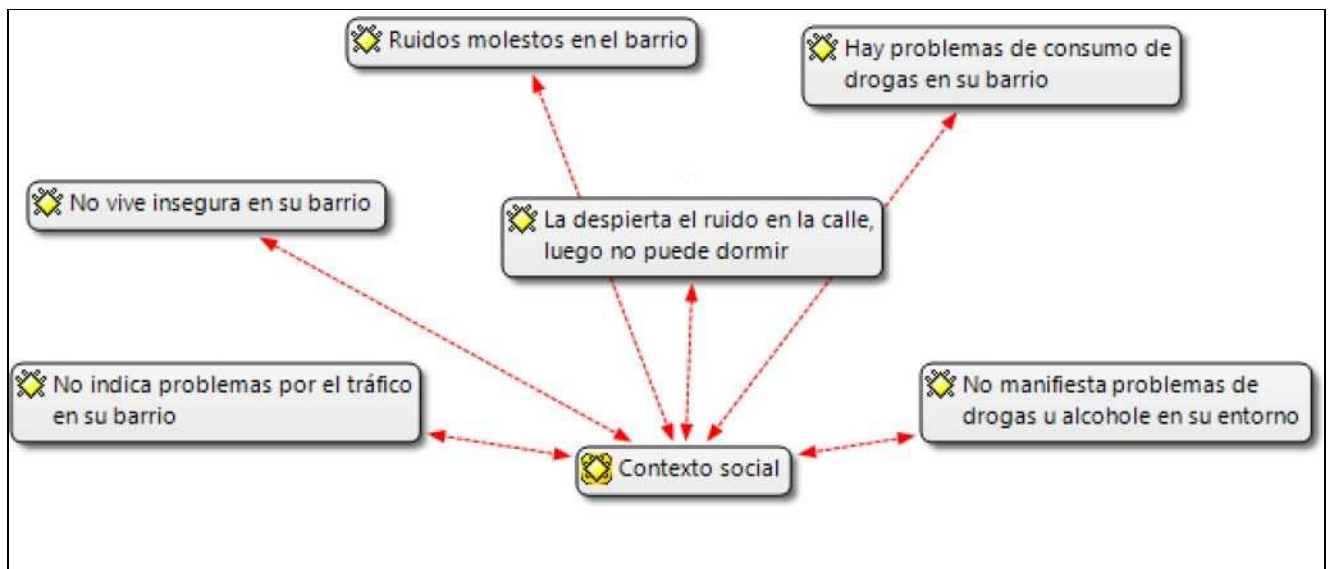 Ruidos molestos en el barrio
Hay problemas de consumo de
drogas en su barrio
No vive insegura en su barrio
La despierta el ruido en la calle,
luego no puede dormir
No indica problemas por el tráfico
en su barrio
No manifiesta problemas de
drogas u alcohole en su entorno
Contexto social